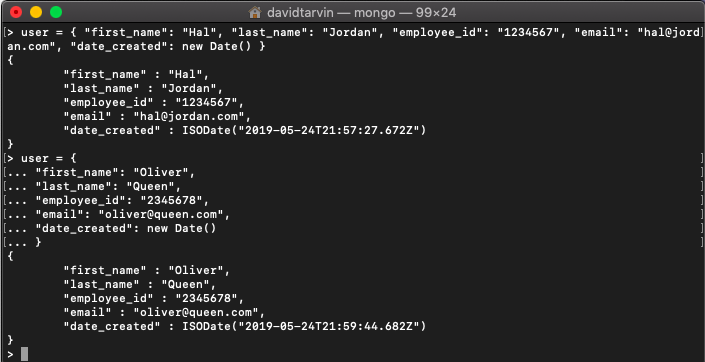 davidtarvin — mongo — 99×24
[> user = { "first_name": "Hal", "last_name": "Jordan", "employee_id": "1234567", "email": "hal@jord]
an.com", "date_created": new Date() }
{
        "first_name" : "Hal",
        "last_name" : "Jordan",
        "employee_id" : "1234567",
        "email" : "hal@jordan.com",
        "date_created" : ISODate("2019-05-24T21:57:27.672Z")
}
[> user = { ]
[... "first_name": "Oliver", ]
[... "last_name": "Queen", ]
[... "employee_id": "2345678", ]
[... "email": "oliver@queen.com", ]
[... "date_created": new Date() ]
[... } ]
{
        "first_name" : "Oliver",
        "last_name" : "Queen",
        "employee_id" : "2345678",
        "email" : "oliver@queen.com",
        "date_created" : ISODate("2019-05-24T21:59:44.682Z")
}
>